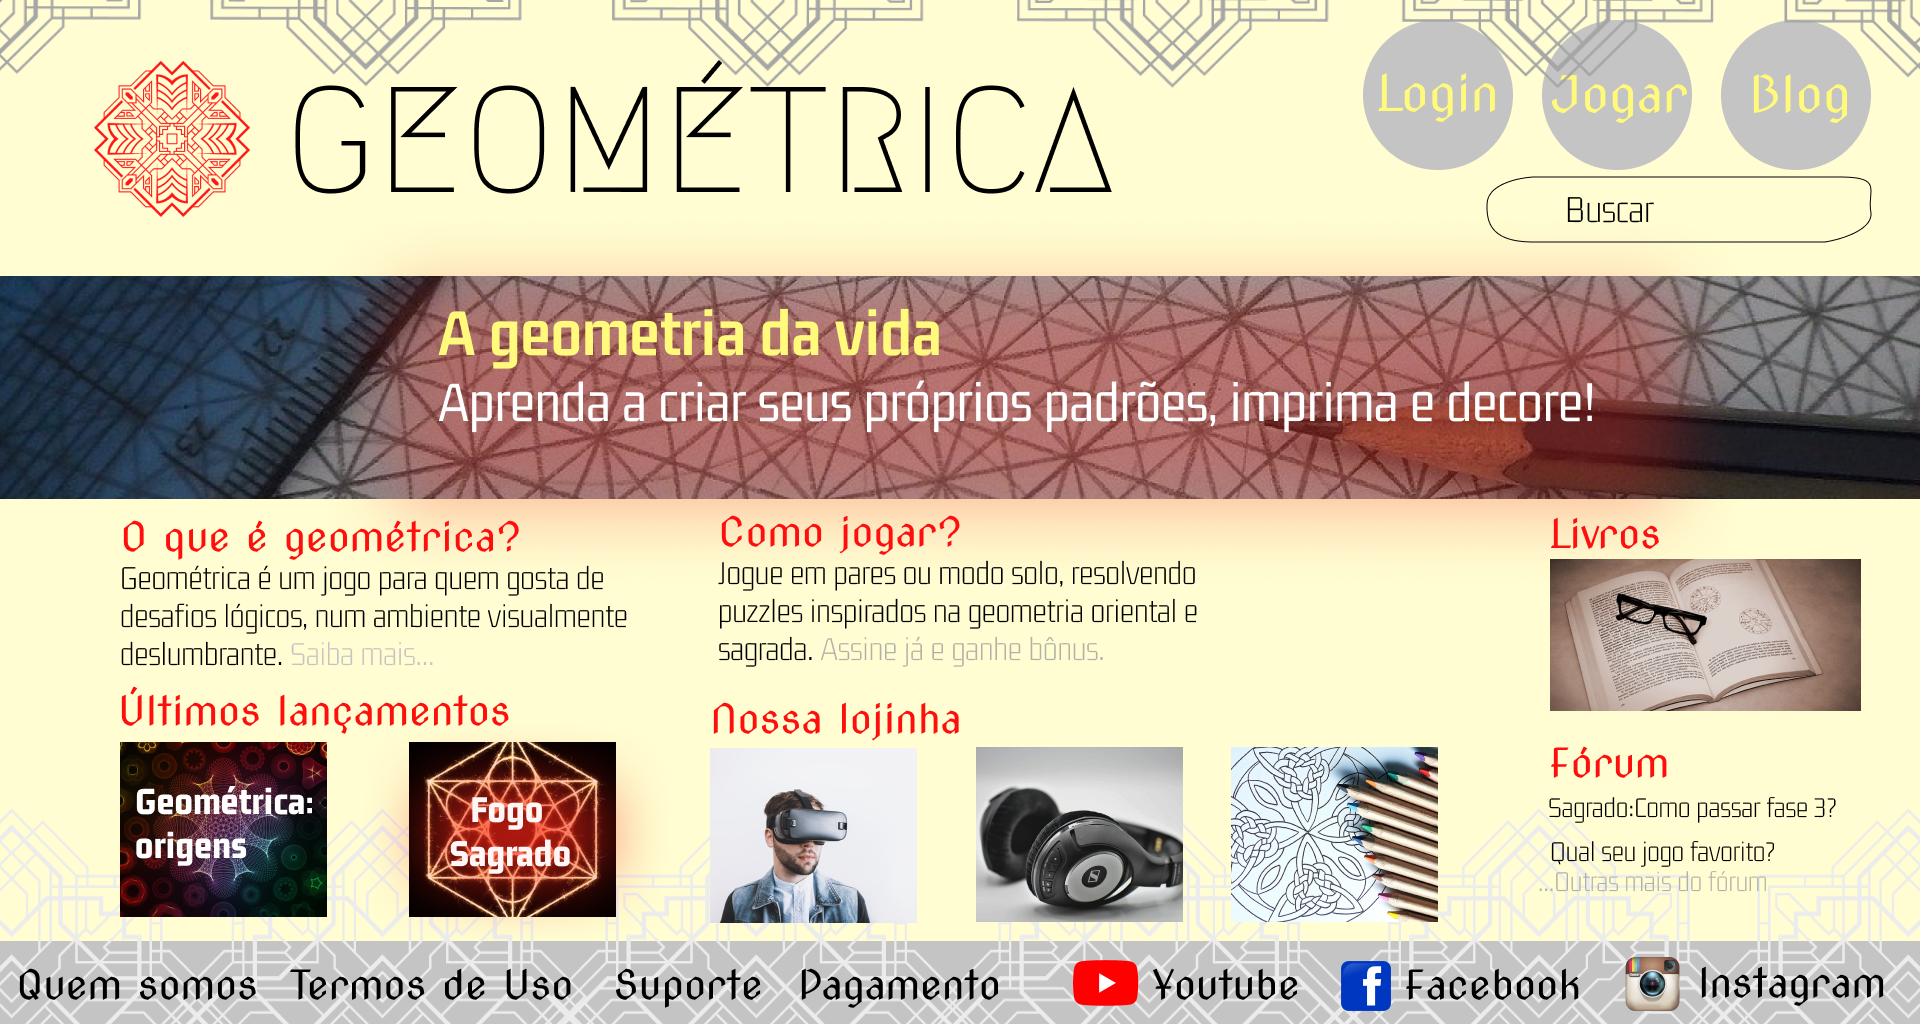 GEOMÉTRICA
Login
Jogar
Blog
Buscar
A geometria da vida
Aprenda a criar seus próprios padrões, imprima e decore!
O que é geométrica?
Geométrica é um jogo para quem gosta de
desafios lógicos, num ambiente visualmente
deslumbrante. Saiba mais...
Como jogar?
Jogue em pares ou modo solo, resolvendo
puzzles inspirados na geometria oriental e
sagrada. Assine já e ganhe bônus.
Livros
Últimos lançamentos
Geométrica:
origens
Fogo
Sagrado
Nossa lojinha
Fórum
Sagrado:Como passar fase 3?
Qual seu jogo favorito?
...Outras mais do fórum
Quem somos
Termos de Uso
Suporte
Pagamento
Youtube
Facebook
Instagram